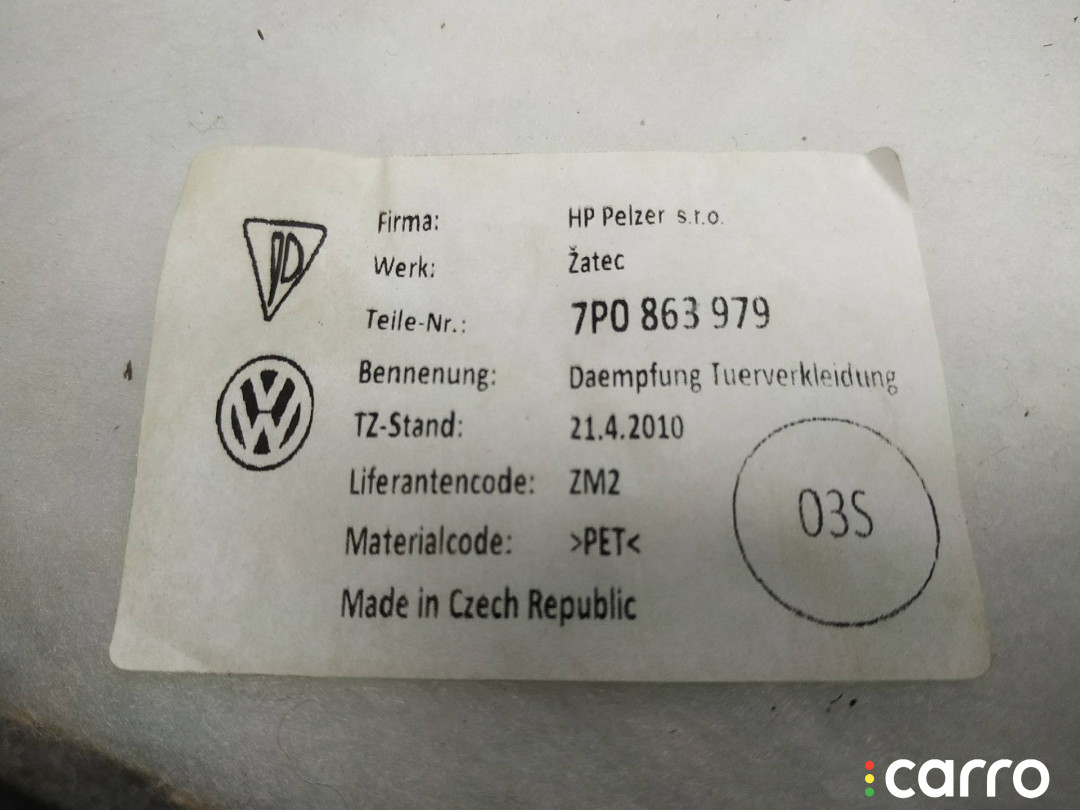 Firma: HP Pelzer s.r.o.
Werk: Žatec
Teile-Nr.: 7P0 863 979
Bennenung: Daempfung Tuerverkleidung
TZ-Stand: 21.4.2010
Liferantencode: ZM2
Materialcode: >PET<
03S
Made in Czech Republic
carro